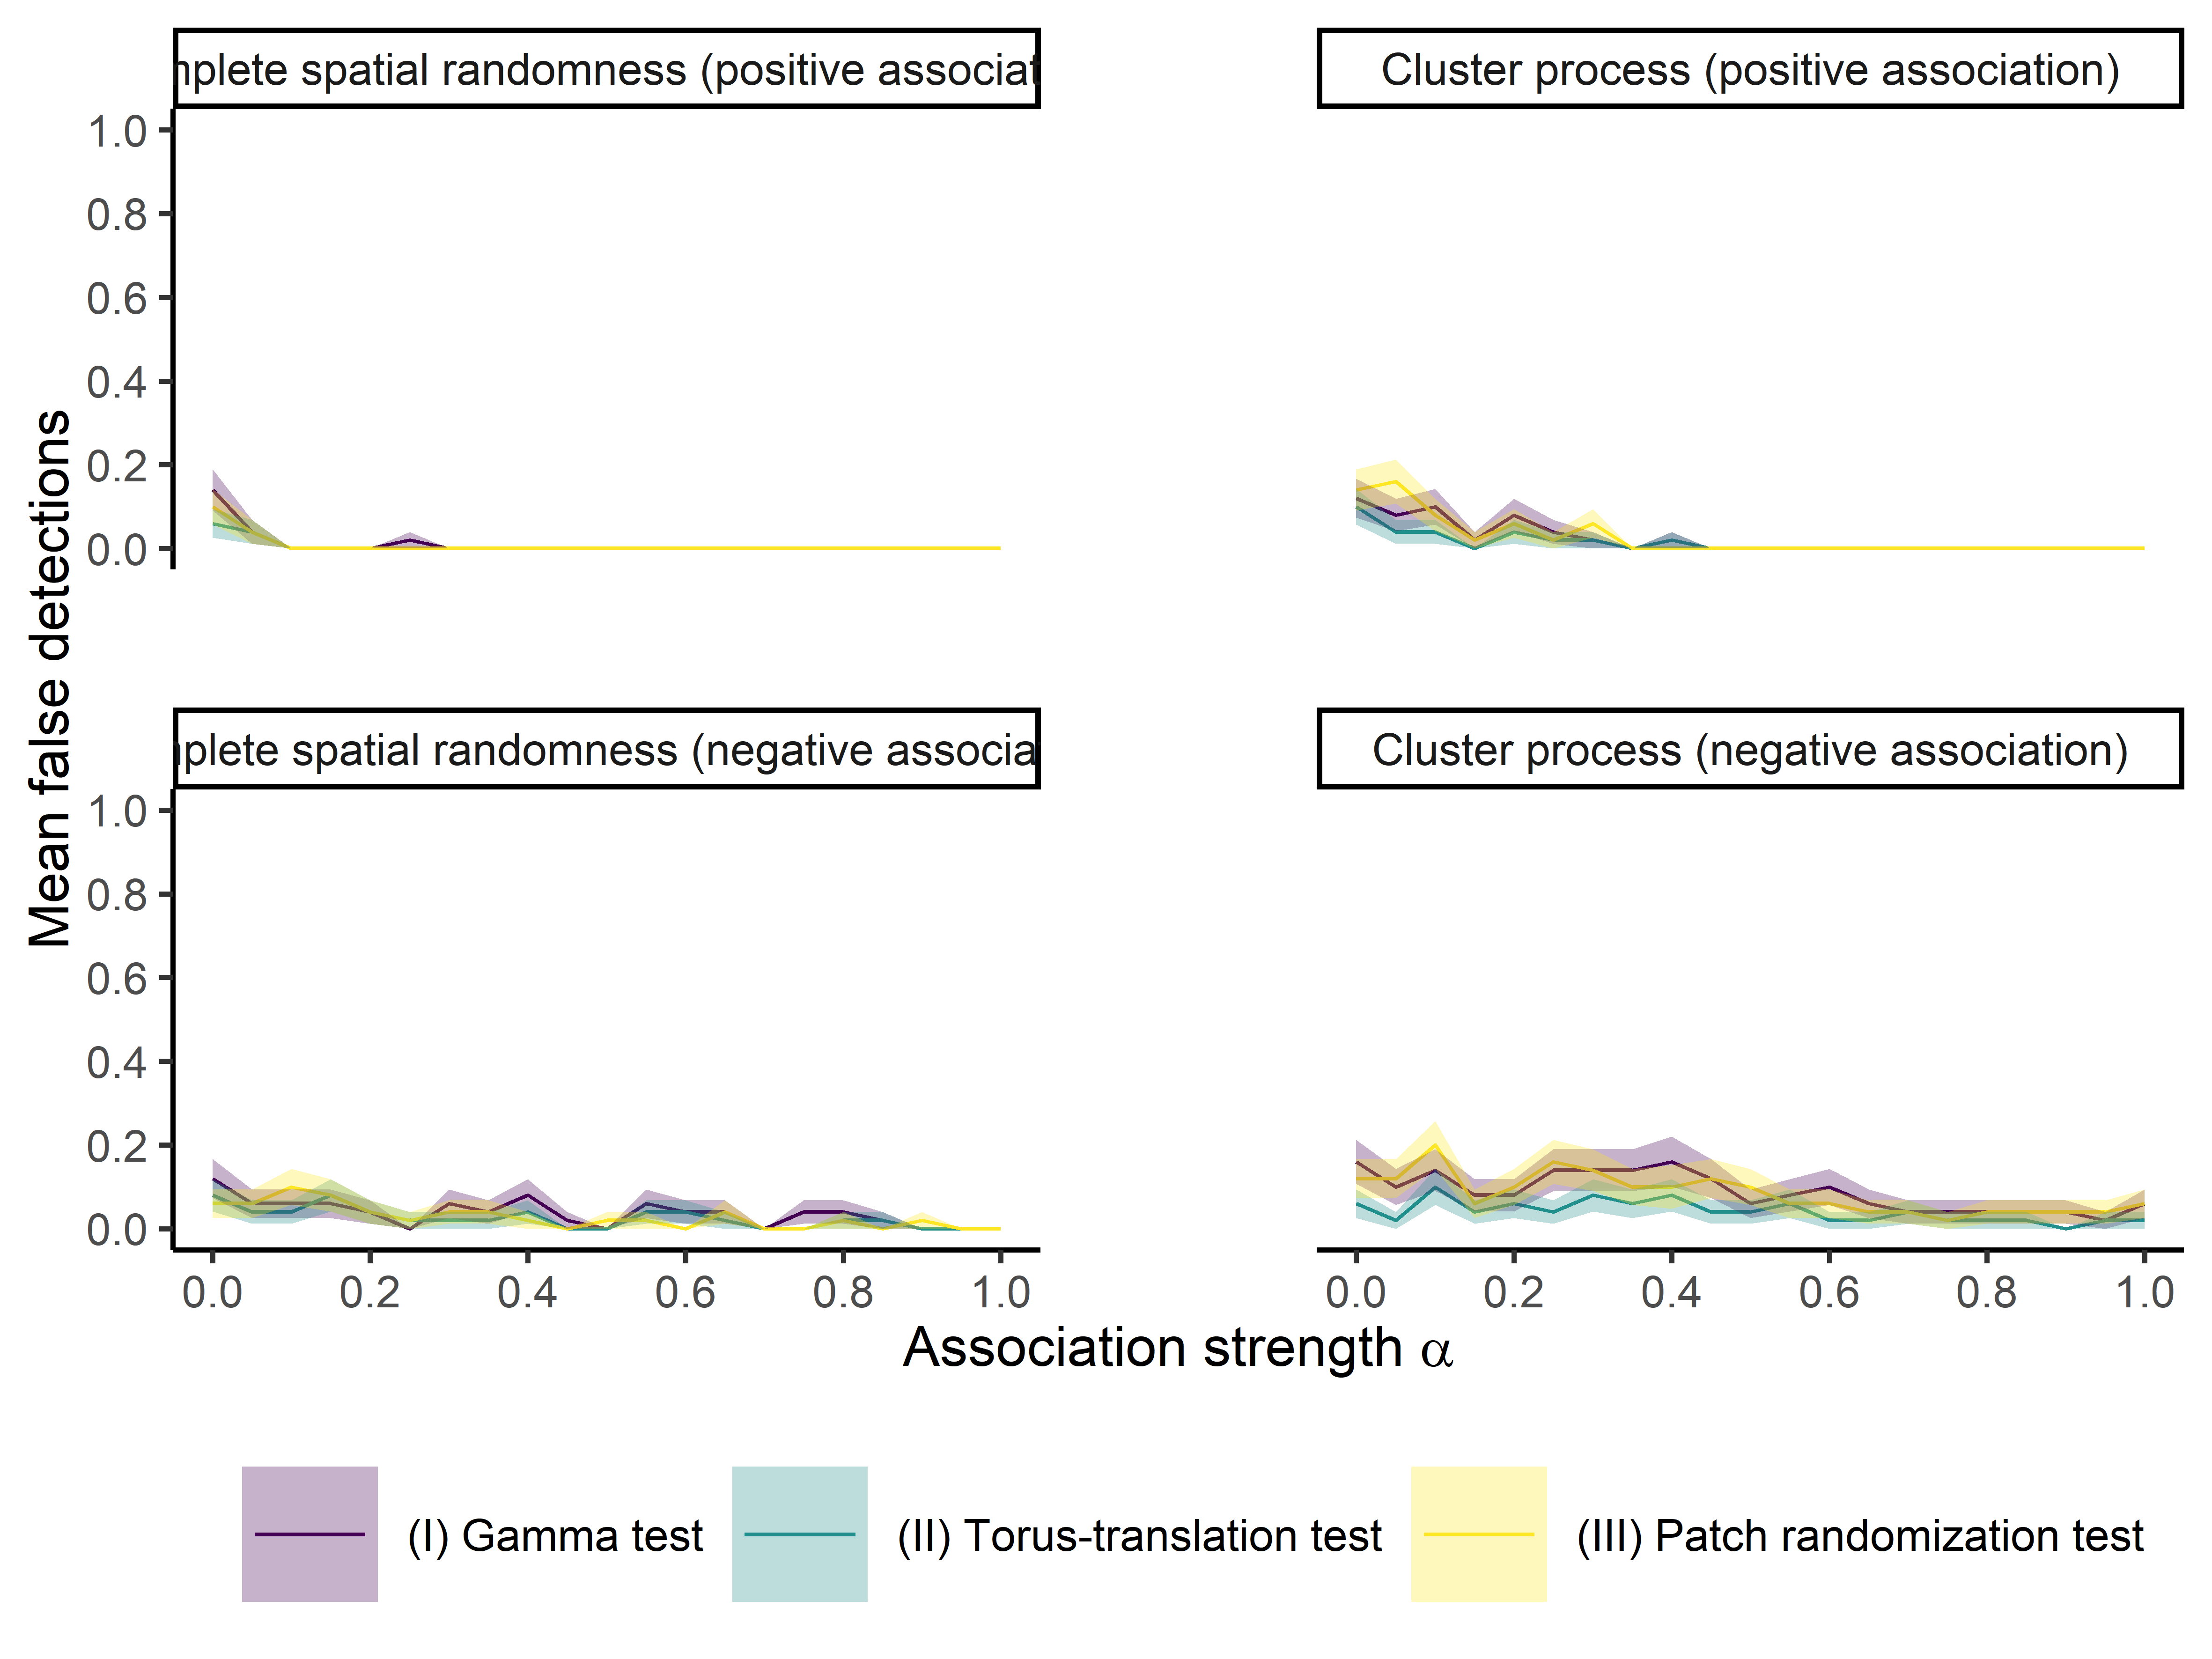 plete spatial randomness (positive associat
Cluster process (positive association)
1.0
0.8
0.6
0.4
0.2
0.0
Mean false detections
plete spatial randomness (negative associa
Cluster process (negative association)
1.0
0.8
0.6
0.4
0.2
0.0
0.0 0.2 0.4 0.6 0.8 1.0
0.0 0.2 0.4 0.6 0.8 1.0
Association strength α
(I) Gamma test (II) Torus-translation test (III) Patch randomization test